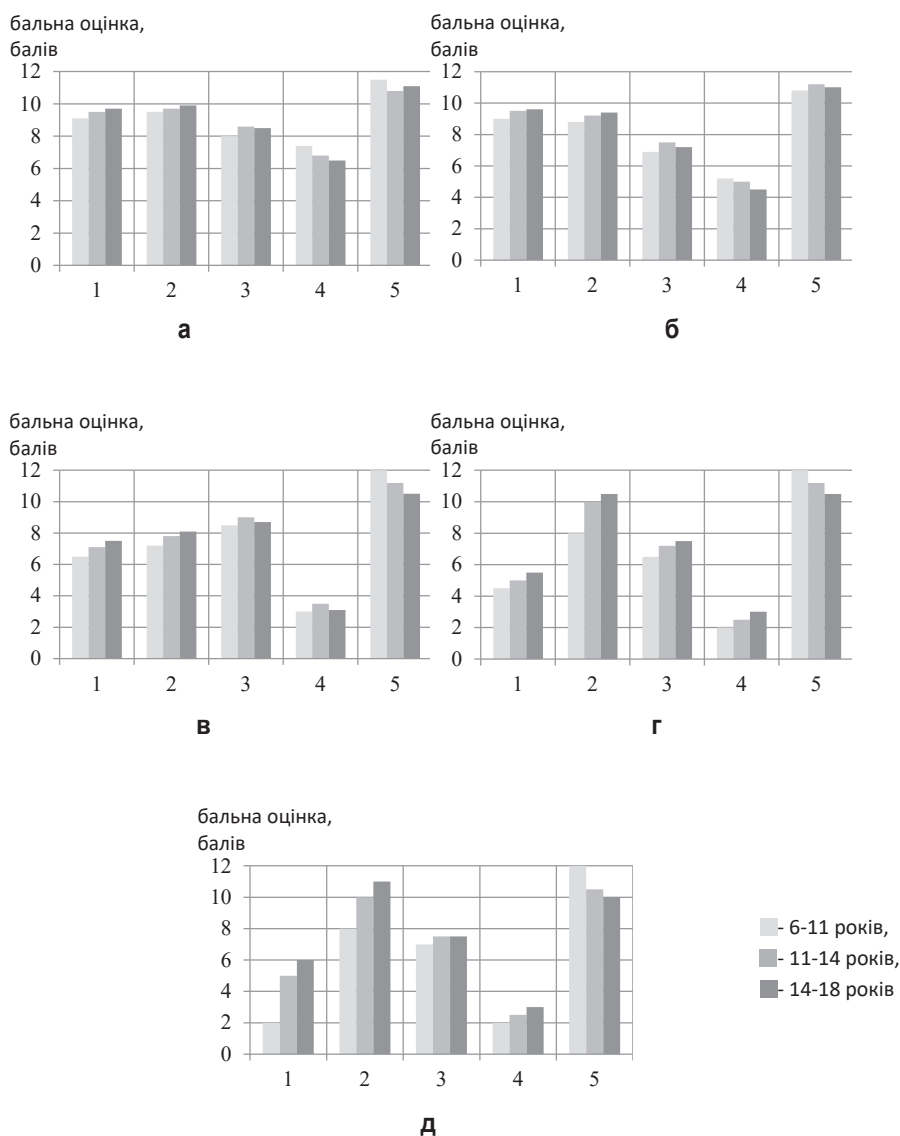 бальна оцінка,
балів
12
10
8
6
4
2
0
1 2 3 4 5
а
бальна оцінка,
балів
12
10
8
6
4
2
0
1 2 3 4 5
б
бальна оцінка,
балів
12
10
8
6
4
2
0
1 2 3 4 5
в
бальна оцінка,
балів
12
10
8
6
4
2
0
1 2 3 4 5
г
бальна оцінка,
балів
12
10
8
6
4
2
0
1 2 3 4 5
д
- 6-11 років,
- 11-14 років,
- 14-18 років